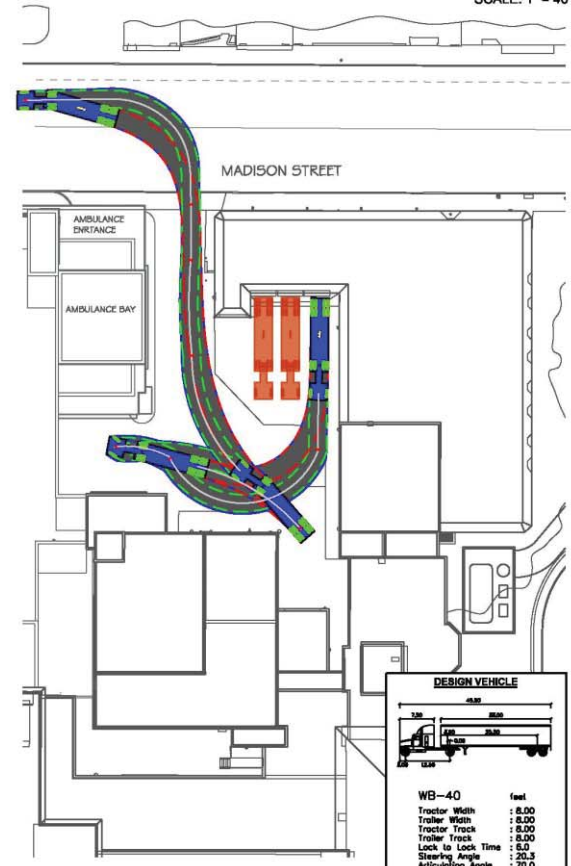 SCALE: 1" = 40'
MADISON STREET
AMBULANCE
ENRTANCE
AMBULANCE BAY
DESIGN VEHICLE
WB-40 feet
Tractor Width : 8.00
Trailer Width : 8.00
Tractor Track : 8.00
Trailer Track : 8.00
Lock to Lock Time : 6.0
Steering Angle : 20.3
Articulating Angle : 70.0